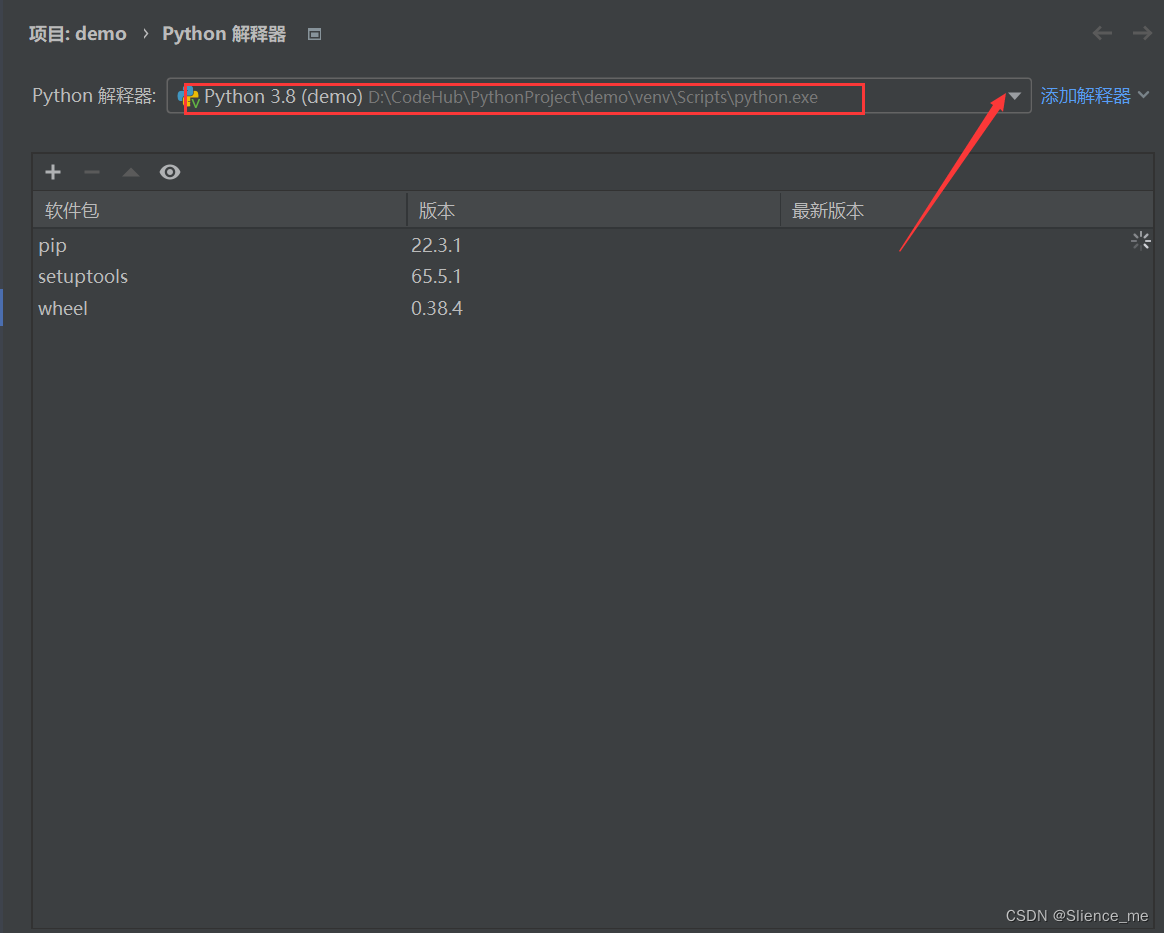 项目: demo › Python 解释器
Python 解释器: Python 3.8 (demo) D:\CodeHub\PythonProject\demo\venv\Scripts\python.exe 添加解释器
软件包 版本 最新版本
pip 22.3.1
setuptools 65.5.1
wheel 0.38.4
CSDN @Slience_me